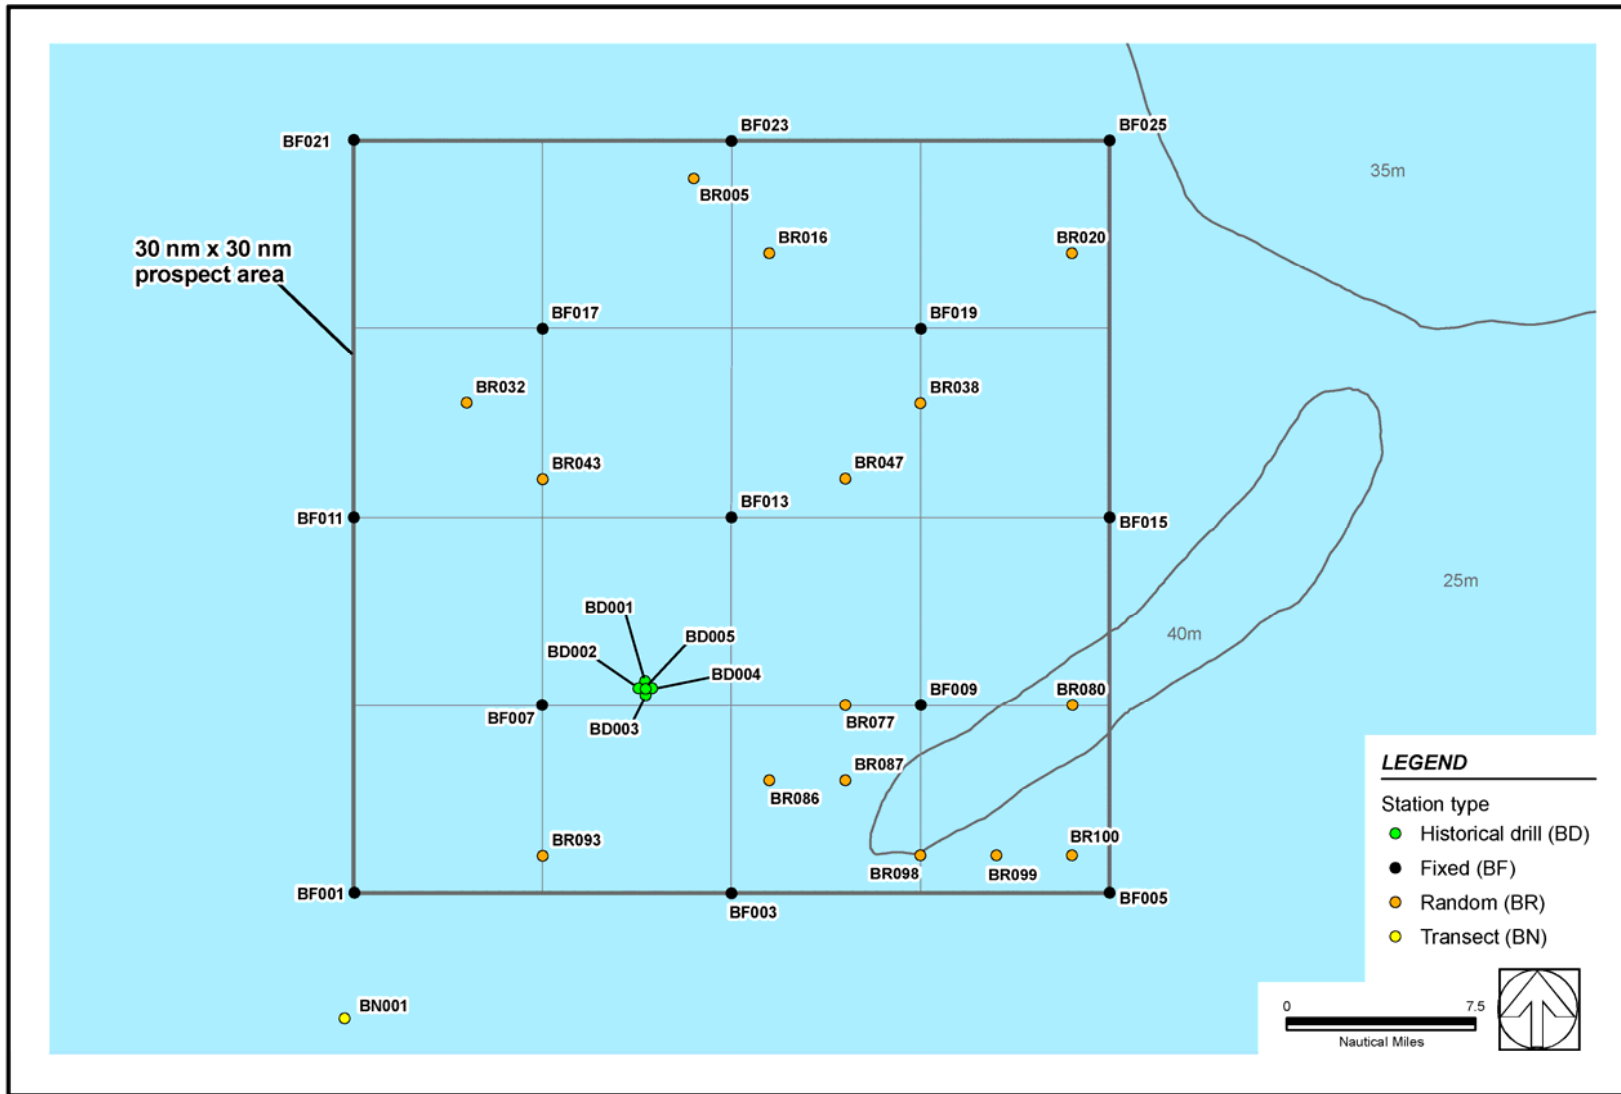 BF021
BF023
BF025
35m
BR005
BR016
BR020
30 nm x 30 nm
prospect area
BF017
BF019
BR032
BR038
BR043
BR047
BF011
BF013
BF015
25m
BD001
BD005
40m
BD002
BD004
BF007
BD003
BR077
BF009
BR080
BR087
BR086
BR093
BR098
BR099
BR100
BF001
BF003
BF005
BN001
LEGEND
Station type
Historical drill (BD)
Fixed (BF)
Random (BR)
Transect (BN)
0 7.5
Nautical Miles